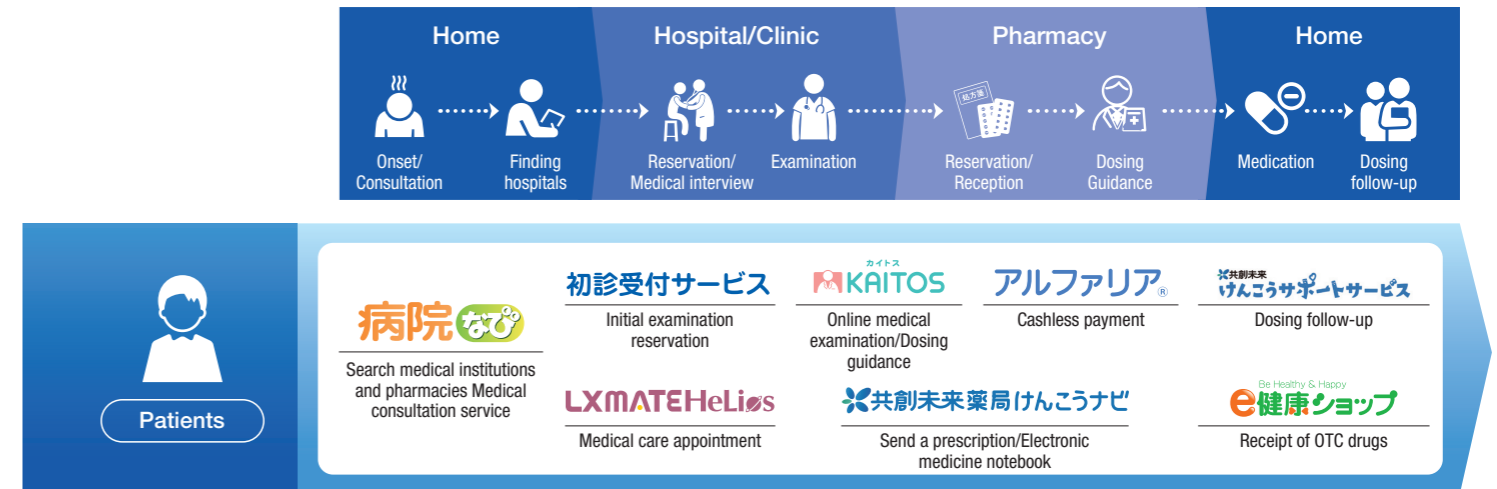 Home
Hospital/Clinic
Pharmacy
Home
処方箋
Onset/
Consultation
Finding
hospitals
Reservation/
Medical interview
Examination
Reservation/
Reception
Dosing
Guidance
Medication
Dosing
follow-up
Patients
病院なび
Search medical institutions
and pharmacies Medical
consultation service
初診受付サービス
Initial examination
reservation
カイトス
KAITOS
Online medical
examination/Dosing
guidance
アルファリア®
Cashless payment
共創未来
けんこうサポートサービス
Dosing follow-up
LXMATEHeLios
Medical care appointment
共創未来薬局けんこうナビ
Send a prescription/Electronic
medicine notebook
Be Healthy & Happy
e健康ショップ
Receipt of OTC drugs